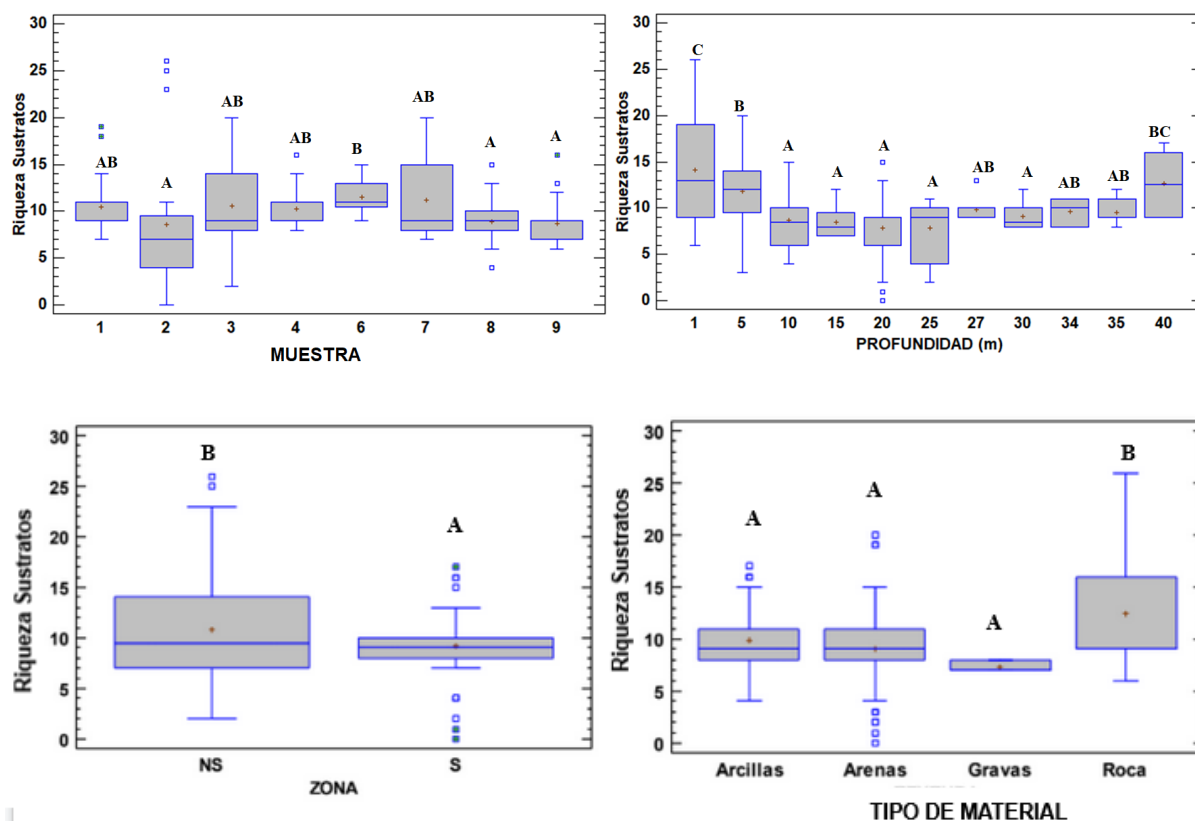 30
25
20
15
10
5
0
Riqueza Sustratos
AB
A
AB
AB
B
AB
A
A
1 2 3 4 6 7 8 9
MUESTRA
30
25
20
15
10
5
0
Riqueza Sustratos
C
B
A
A
A
A
AB
A
AB
AB
BC
1 5 10 15 20 25 27 30 34 35 40
PROFUNDIDAD (m)
30
25
20
15
10
5
0
Riqueza Sustratos
B
A
NS S
ZONA
30
25
20
15
10
5
0
Riqueza Sustratos
A
A
A
B
Arcillas Arenas Gravas Roca
TIPO DE MATERIAL